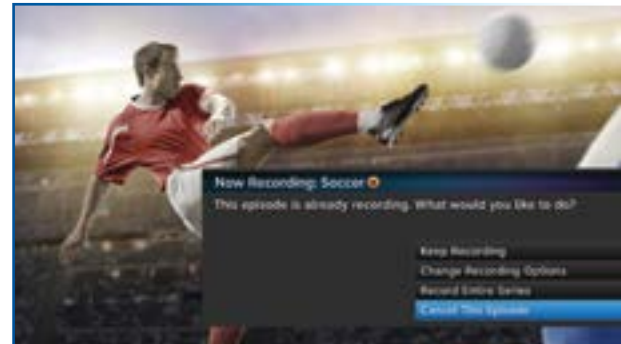 Now Recording: Soccer
This episode is already recording. What would you like to do?
Keep Recording
Change Recording Options
Record Entire Series
Cancel This Episode